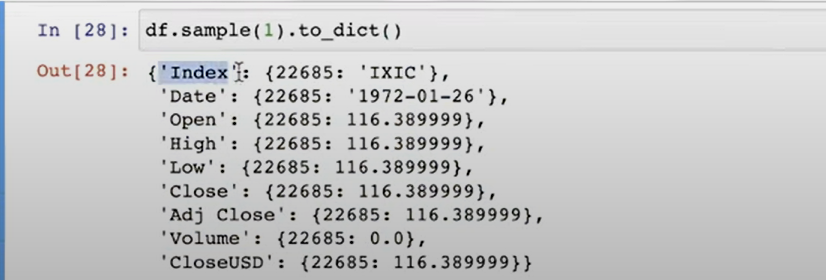 In [28]: df.sample(1).to_dict()
Out[28]: {'Index': {22685: 'IXIC'},
'Date': {22685: '1972-01-26'},
'Open': {22685: 116.389999},
'High': {22685: 116.389999},
'Low': {22685: 116.389999},
'Close': {22685: 116.389999},
'Adj Close': {22685: 116.389999},
'Volume': {22685: 0.0},
'CloseUSD': {22685: 116.389999}}